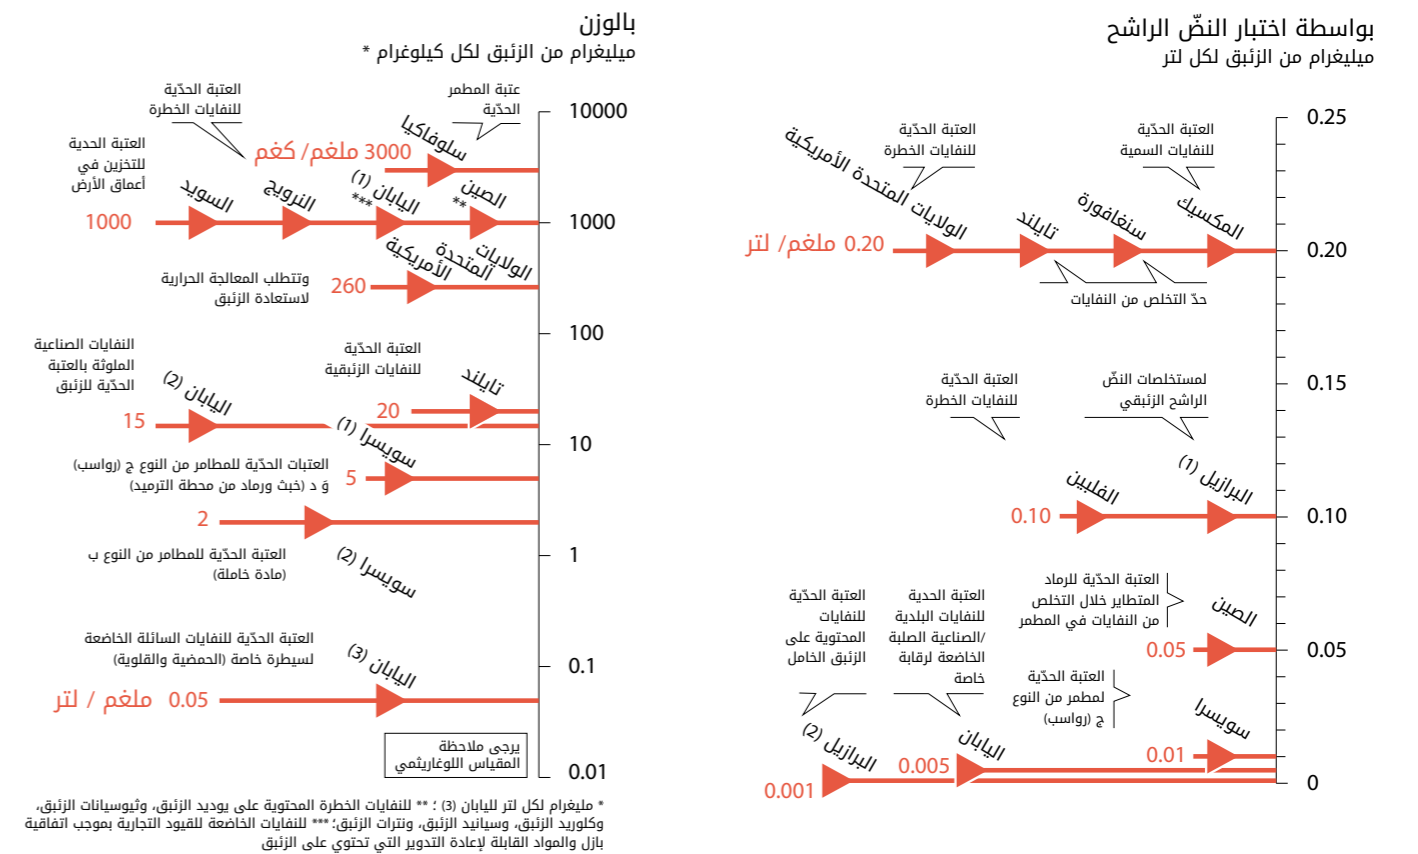 بواسطة اختبار النضّ الراشح
ميليغرام من الزئبق لكل لتر
0.25
0.20
0.15
0.10
0.05
0
العتبة الحدّية
للنفايات السمية
المكسيك
سنغافورة
تايلند
العتبة الحدّية
للنفايات الخطرة
الولايات المتحدة الأمريكية
0.20 ملغم/ لتر
حدّ التخلص من النفايات
لمستخلصات النضّ
الراشح الزئبقي
البرازيل (1)
العتبة الحدّية
للنفايات الخطرة
الفلبين
0.10
العتبة الحدّية للرماد
المتطاير خلال التخلص
من النفايات في المطمر
الصين
0.05
العتبة الحدّية
لمطمر من النوع
ج (رواسب)
سويسرا
0.01
العتبة الحدية
للنفايات البلدية
/الصناعية الصلبة
الخاضعة لرقابة
خاصة
اليابان
0.005
العتبة الحدّية
للنفايات
المحتوية على
الزئبق الخامل
البرازيل (2)
0.001
بالوزن
ميليغرام من الزئبق لكل كيلوغرام *
10000
1000
100
10
1
0.1
0.01
عتبة المطمر
الحدّية
سلوفاكيا
3000 ملغم/ كغم
العتبة الحدّية
للنفايات الخطرة
الصين
**
اليابان (1)
***
النرويج
السويد
1000
العتبة الحدية
للتخزين في
أعماق الأرض
الولايات
المتحدة
الأمريكية
260
وتتطلب المعالجة الحرارية
لاستعادة الزئبق
العتبة الحدّية
للنفايات الزئبقية
تايلند
20
النفايات الصناعية
الملوثة بالعتبة
الحدّية للزئبق
اليابان (2)
15
سويسرا (1)
5
العتبات الحدّية للمطامر من النوع ج (رواسب)
وَ د (خبث ورماد من محطة الترميد)
2
سويسرا (2)
العتبة الحدّية للمطامر من النوع ب
(مادة خاملة)
العتبة الحدّية للنفايات السائلة الخاضعة
لسيطرة خاصة (الحمضية والقلوية)
اليابان (3)
0.05 ملغم / لتر
يرجى ملاحظة
المقياس اللوغاريثمي
* مليغرام لكل لتر لليابان (3) ؛ ** للنفايات الخطرة المحتوية على يوديد الزئبق، وثيوسيانات الزئبق،
وكلوريد الزئبق، وسيانيد الزئبق، ونترات الزئبق؛ *** للنفايات الخاضعة للقيود التجارية بموجب اتفاقية
بازل والمواد القابلة لإعادة التدوير التي تحتوي على الزئبق